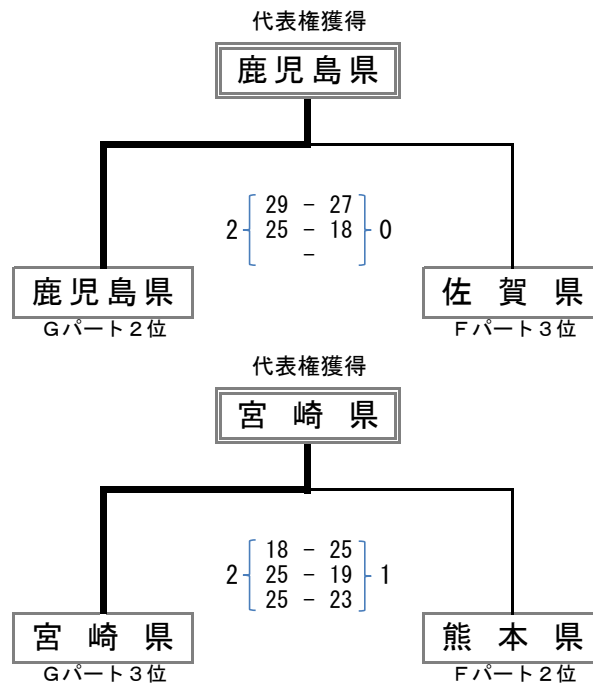 代表権獲得
鹿児島県
29 － 27
2 25 － 18 0
－
鹿児島県 佐賀県
Gパート２位 Ｆパート３位
代表権獲得
宮崎県
18 － 25
2 25 － 19 1
25 － 23
宮崎県 熊本県
Gパート３位 Ｆパート２位